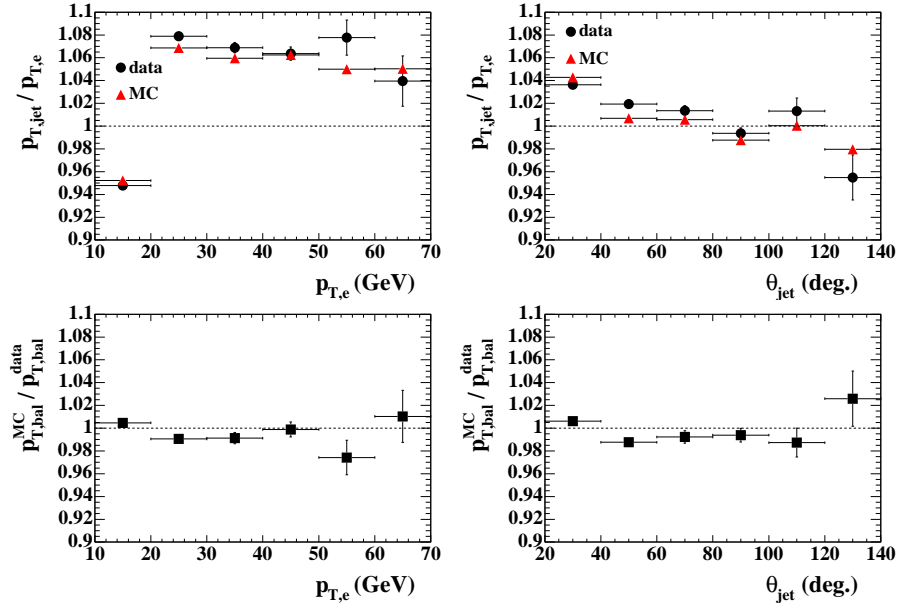 p_T,jet / p_T,e
1.1
1.08
1.06
1.04
1.02
1
0.98
0.96
0.94
0.92
0.9
data
MC
10 20 30 40 50 60 70
p_T,e (GeV)
p_T,jet / p_T,e
1.1
1.08
1.06
1.04
1.02
1
0.98
0.96
0.94
0.92
0.9
data
MC
20 40 60 80 100 120 140
θ_jet (deg.)
p^MC_T,bal / p^data_T,bal
1.1
1.08
1.06
1.04
1.02
1
0.98
0.96
0.94
0.92
0.9
10 20 30 40 50 60 70
p_T,e (GeV)
p^MC_T,bal / p^data_T,bal
1.1
1.08
1.06
1.04
1.02
1
0.98
0.96
0.94
0.92
0.9
20 40 60 80 100 120 140
θ_jet (deg.)